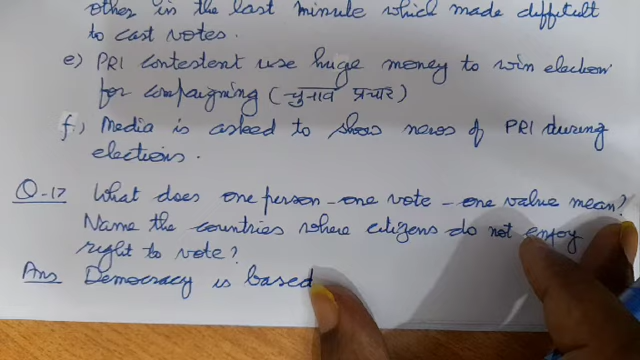 other in the last minute which made diffitult
to cast votes.
e) PRI contestent use huge money to win election
for compaigning (चुनाव प्रचार)
f) Media is asked to show news of PRI during
elections.
Q-17 What does one person - one vote - one value mean?
Name the countries where citizens do not enjoy
right to vote?
Ans Democracy is based